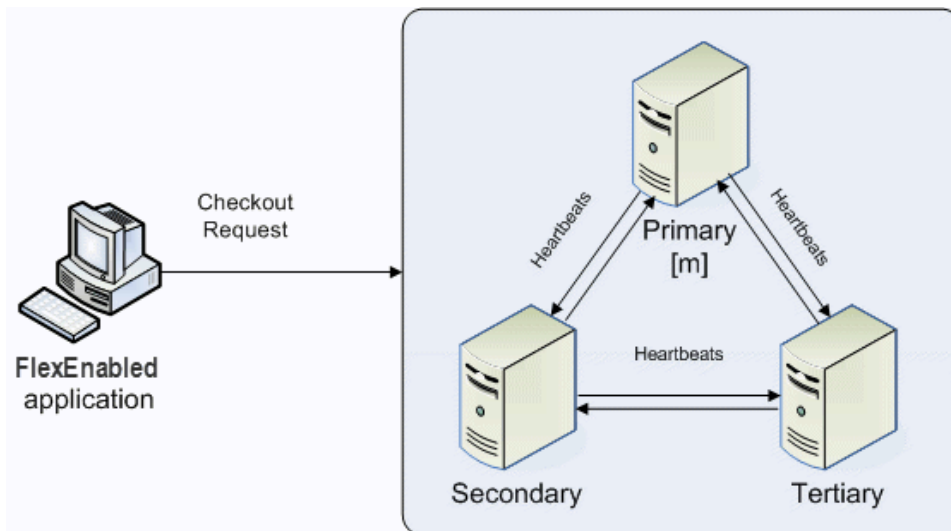 Checkout
Request
FlexEnabled
application
Primary
[m]
Heartbeats
Heartbeats
Heartbeats
Secondary
Tertiary